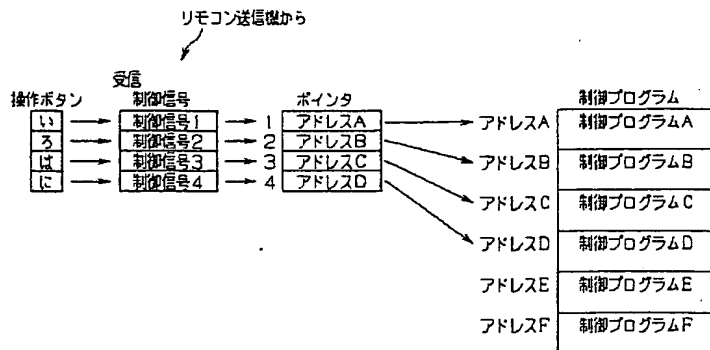 リモコン送信機から
受信
操作ボタン 制御信号 ポインタ 制御プログラム
い 制御信号1 1 アドレスA アドレスA 制御プログラムA
ろ 制御信号2 2 アドレスB
は 制御信号3 3 アドレスC アドレスB 制御プログラムB
に 制御信号4 4 アドレスD
アドレスC 制御プログラムC
アドレスD 制御プログラムD
アドレスE 制御プログラムE
アドレスF 制御プログラムF